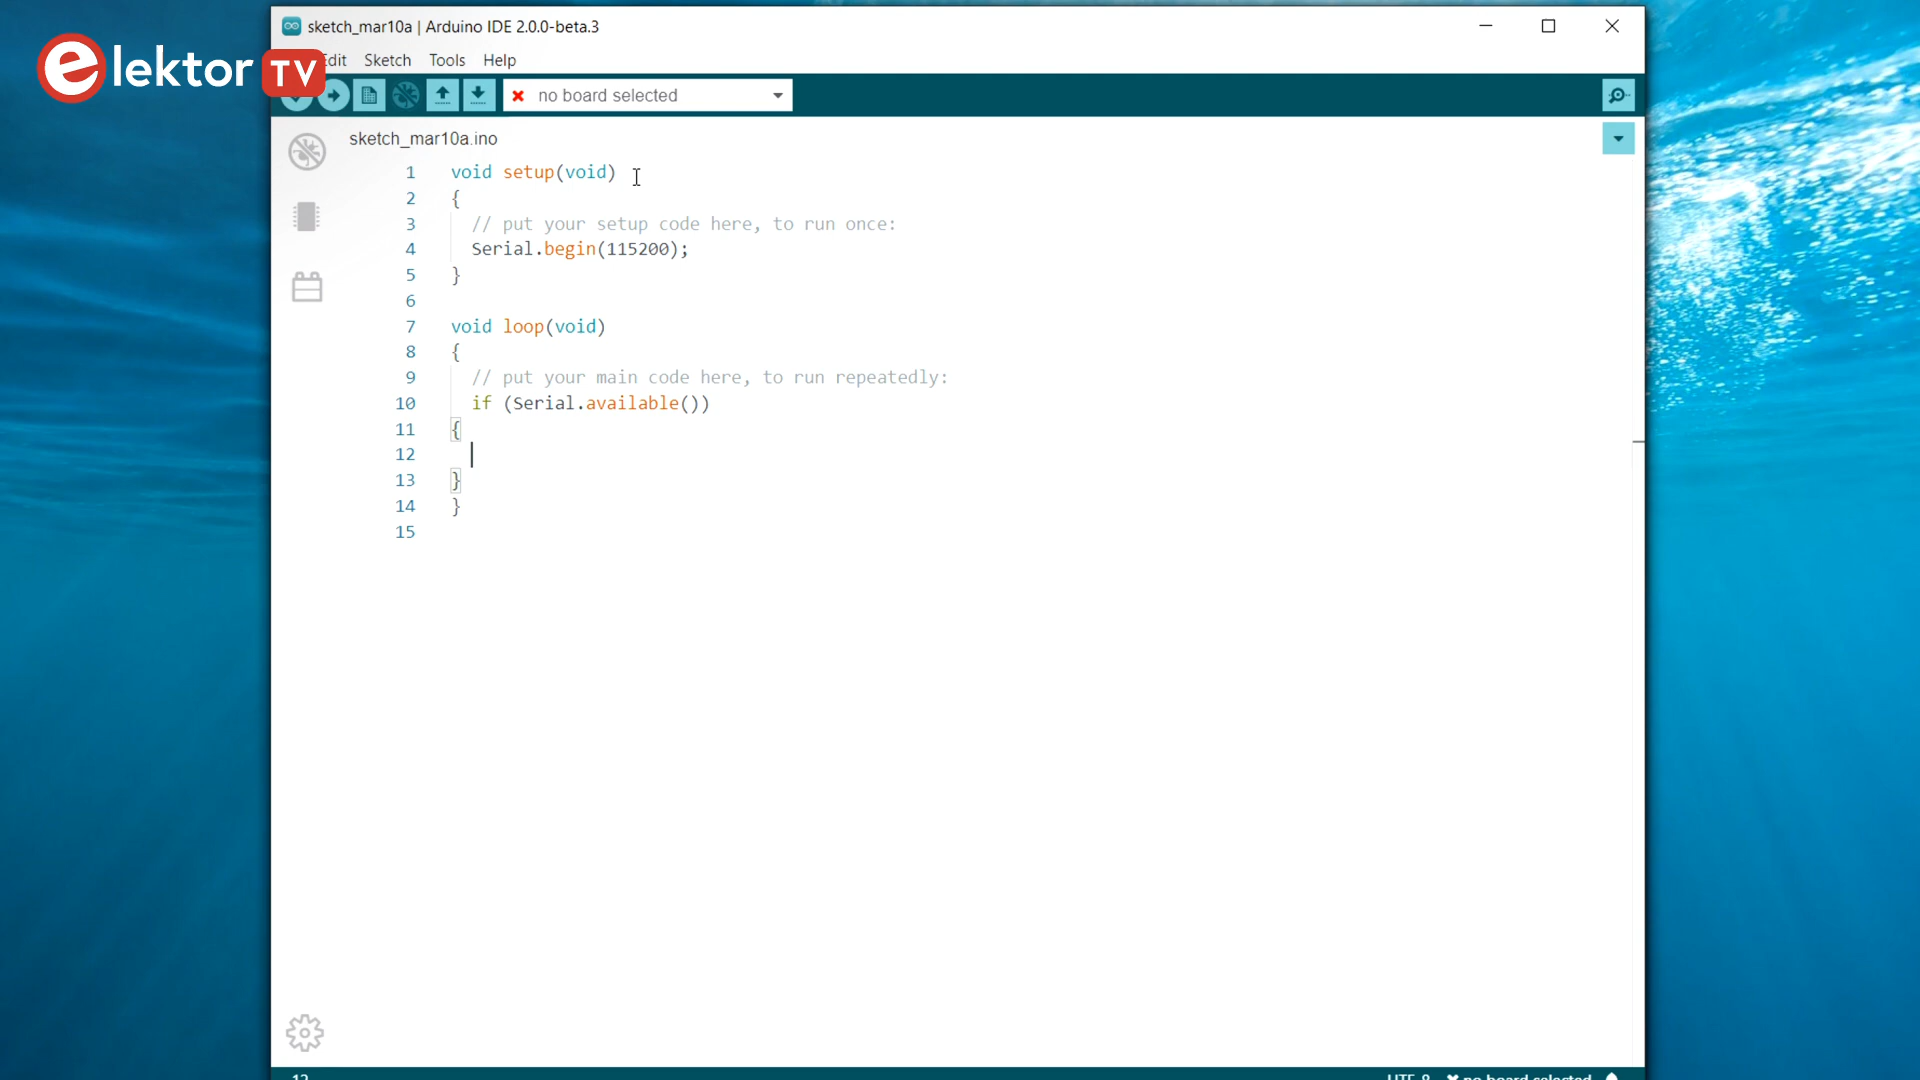 elektor TV
sketch_mar10a | Arduino IDE 2.0.0-beta.3
Edit Sketch Tools Help
no board selected
sketch_mar10a.ino
1 void setup(void)
2 {
3 // put your setup code here, to run once:
4 Serial.begin(115200);
5 }
6
7 void loop(void)
8 {
9 // put your main code here, to run repeatedly:
10 if (Serial.available())
11 {
12
13 }
14 }
15
12 UTF-8 no board selected